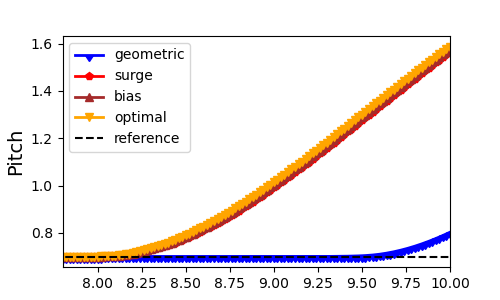 1.6
1.4
1.2
1.0
0.8
Pitch
geometric
surge
bias
optimal
reference
8.00 8.25 8.50 8.75 9.00 9.25 9.50 9.75 10.00